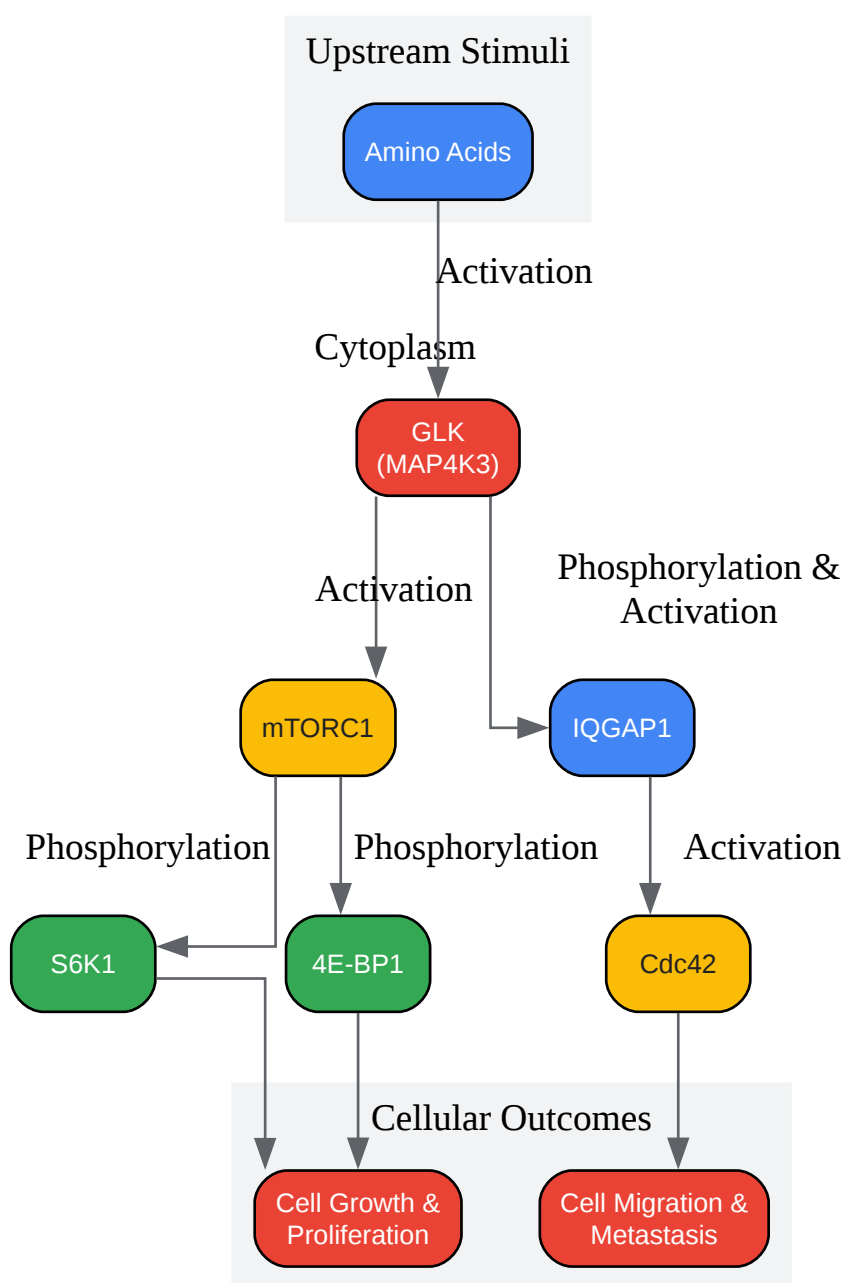 Upstream Stimuli
Amino Acids
Activation
Cytoplasm
GLK
(MAP4K3)
Phosphorylation &
Activation
Activation
mTORC1
IQGAP1
Phosphorylation
Phosphorylation
Activation
S6K1
4E-BP1
Cdc42
Cellular Outcomes
Cell Growth &
Proliferation
Cell Migration &
Metastasis